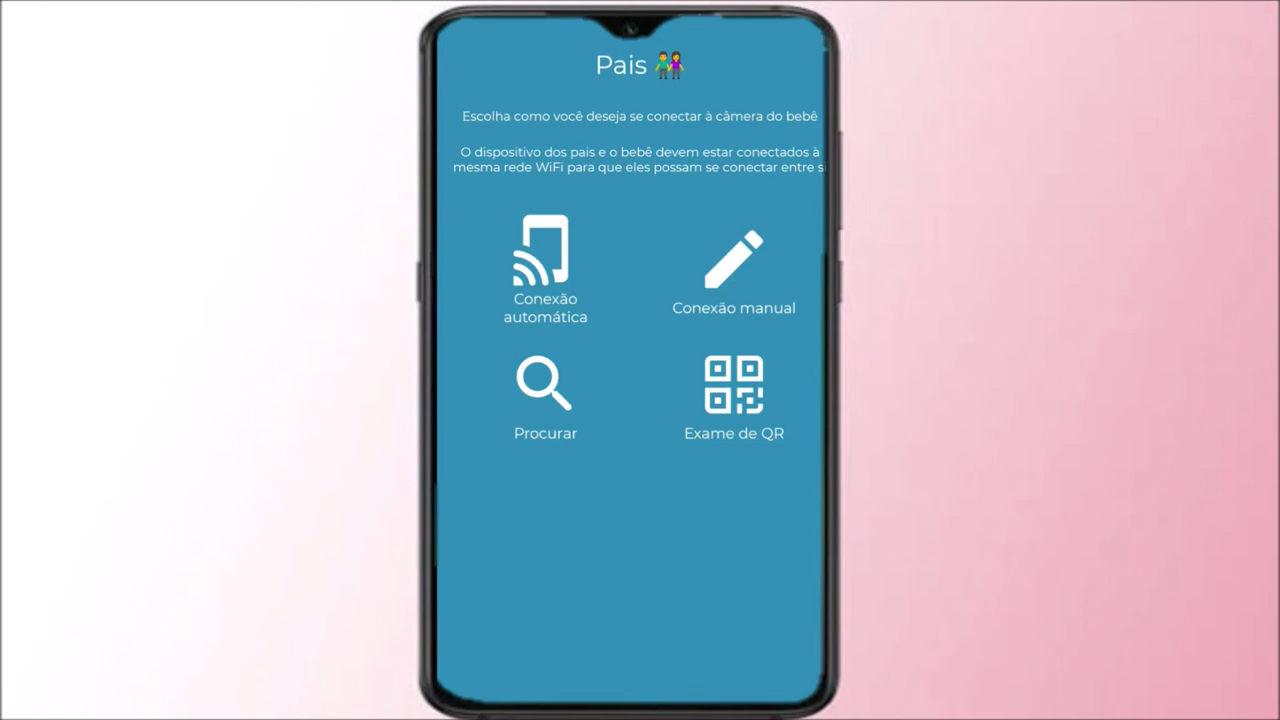 Pais
Escolha como você deseja se conectar à câmera do bebê
O dispositivo dos pais e o bebê devem estar conectados à
mesma rede WiFi para que eles possam se conectar entre si
Conexão
automática
Conexão manual
Procurar
Exame de QR